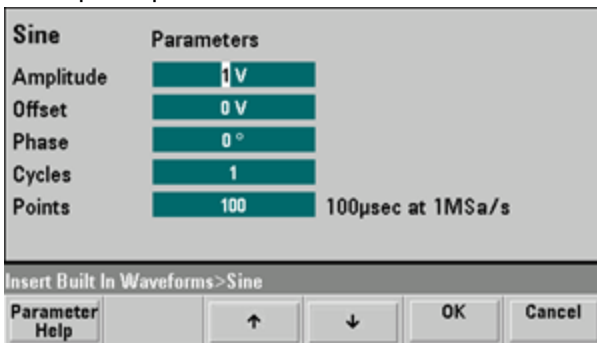 Sine Parameters
Amplitude 1 V
Offset 0 V
Phase 0 °
Cycles 1
Points 100 100µsec at 1MSa/s
Insert Built In Waveforms>Sine
Parameter Help ↑ ↓ OK Cancel